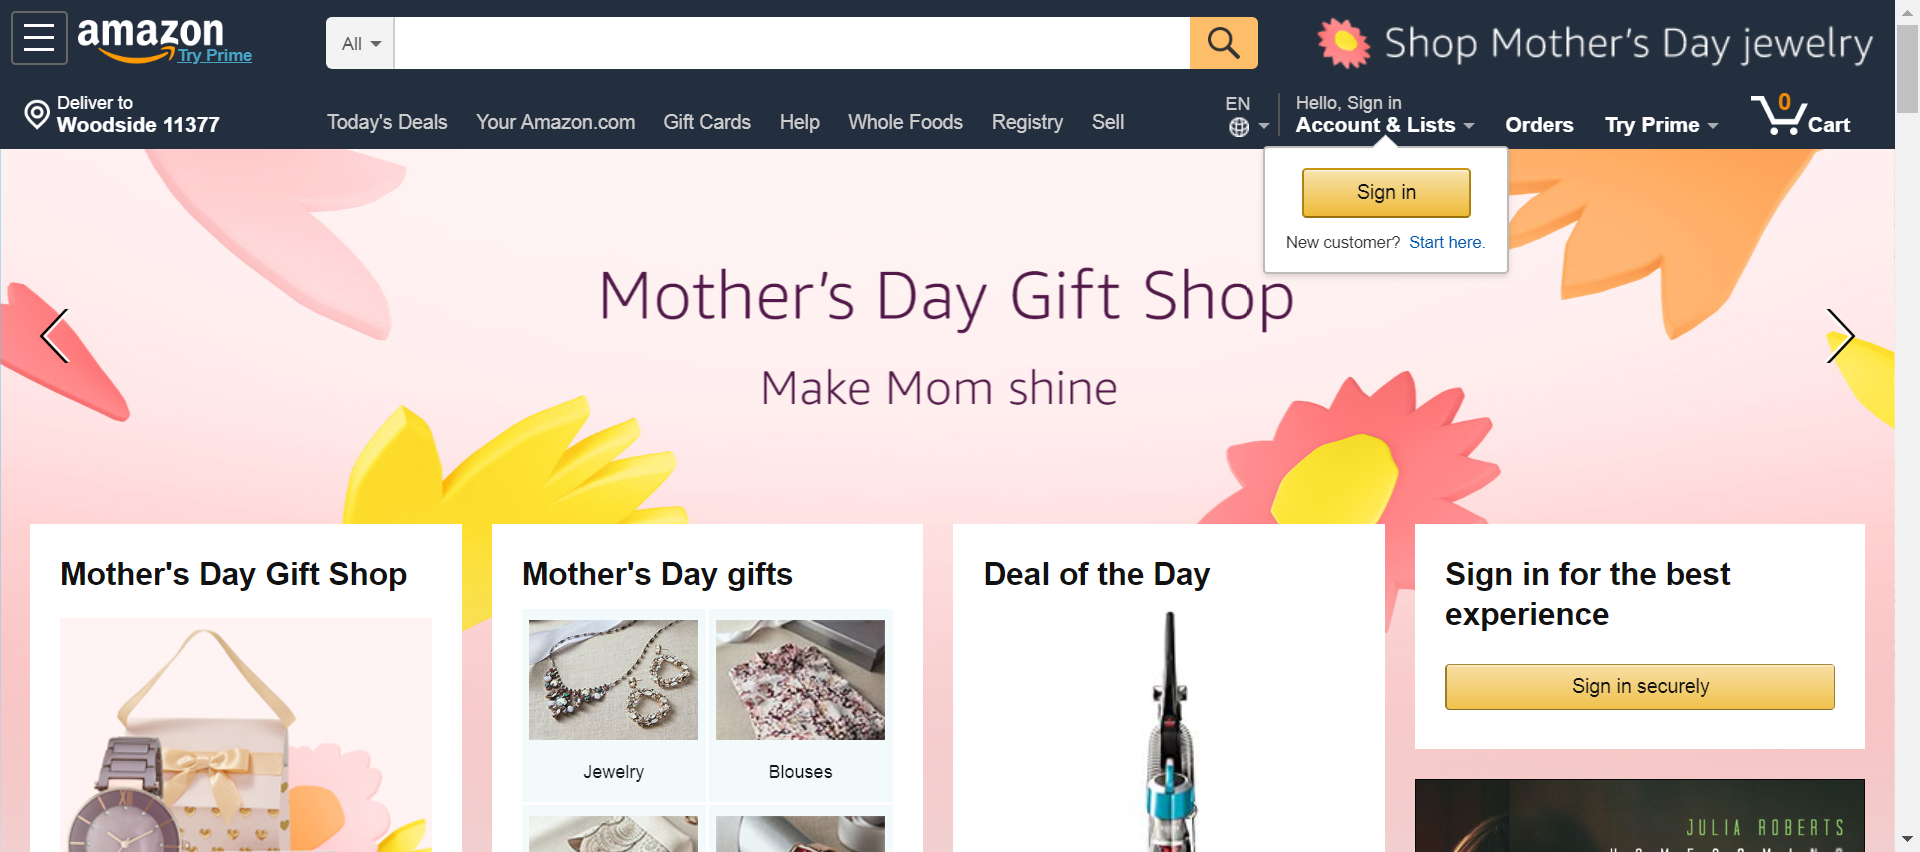 amazon
Try Prime
All
Shop Mother's Day jewelry
Deliver to
Woodside 11377
Today's Deals
Your Amazon.com
Gift Cards
Help
Whole Foods
Registry
Sell
EN
Hello, Sign in
Account & Lists
Orders
Try Prime
0
Cart
Sign in
New customer? Start here.
Mother's Day Gift Shop
Make Mom shine
Mother's Day Gift Shop
Mother's Day gifts
Jewelry
Blouses
Deal of the Day
Sign in for the best
experience
Sign in securely
JULIA ROBERTS